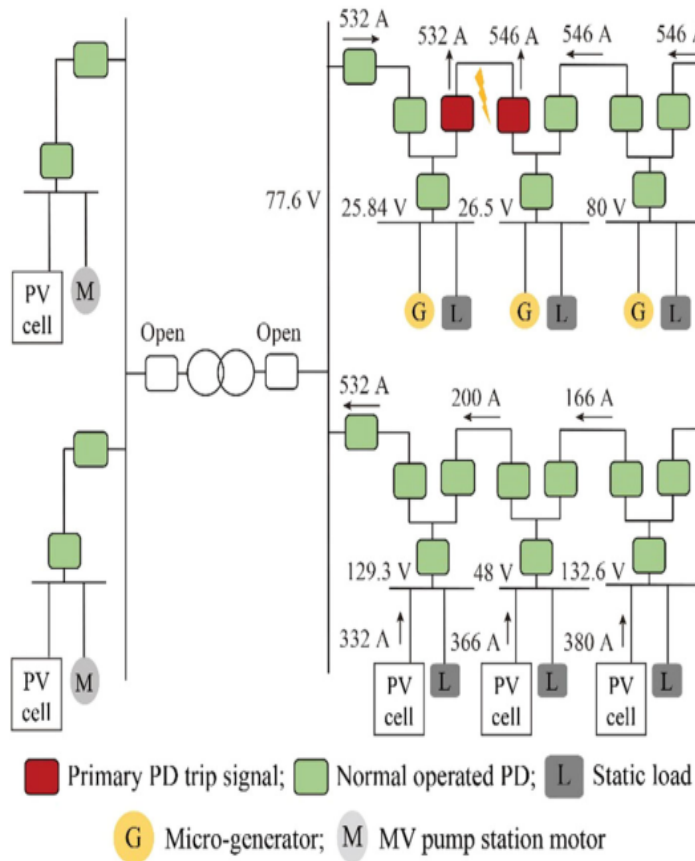 532 A
532 A 546 A 546 A 546 A
77.6 V
25.84 V 26.5 V 80 V
G L G L G L
PV
cell
M
Open Open
532 A
200 A 166 A
129.3 V 48 V 132.6 V
332 A 366 A 380 A
PV
cell
M
PV
cell
L
PV
cell
L
PV
cell
L
Primary PD trip signal; Normal operated PD; L Static load
G Micro-generator; M MV pump station motor